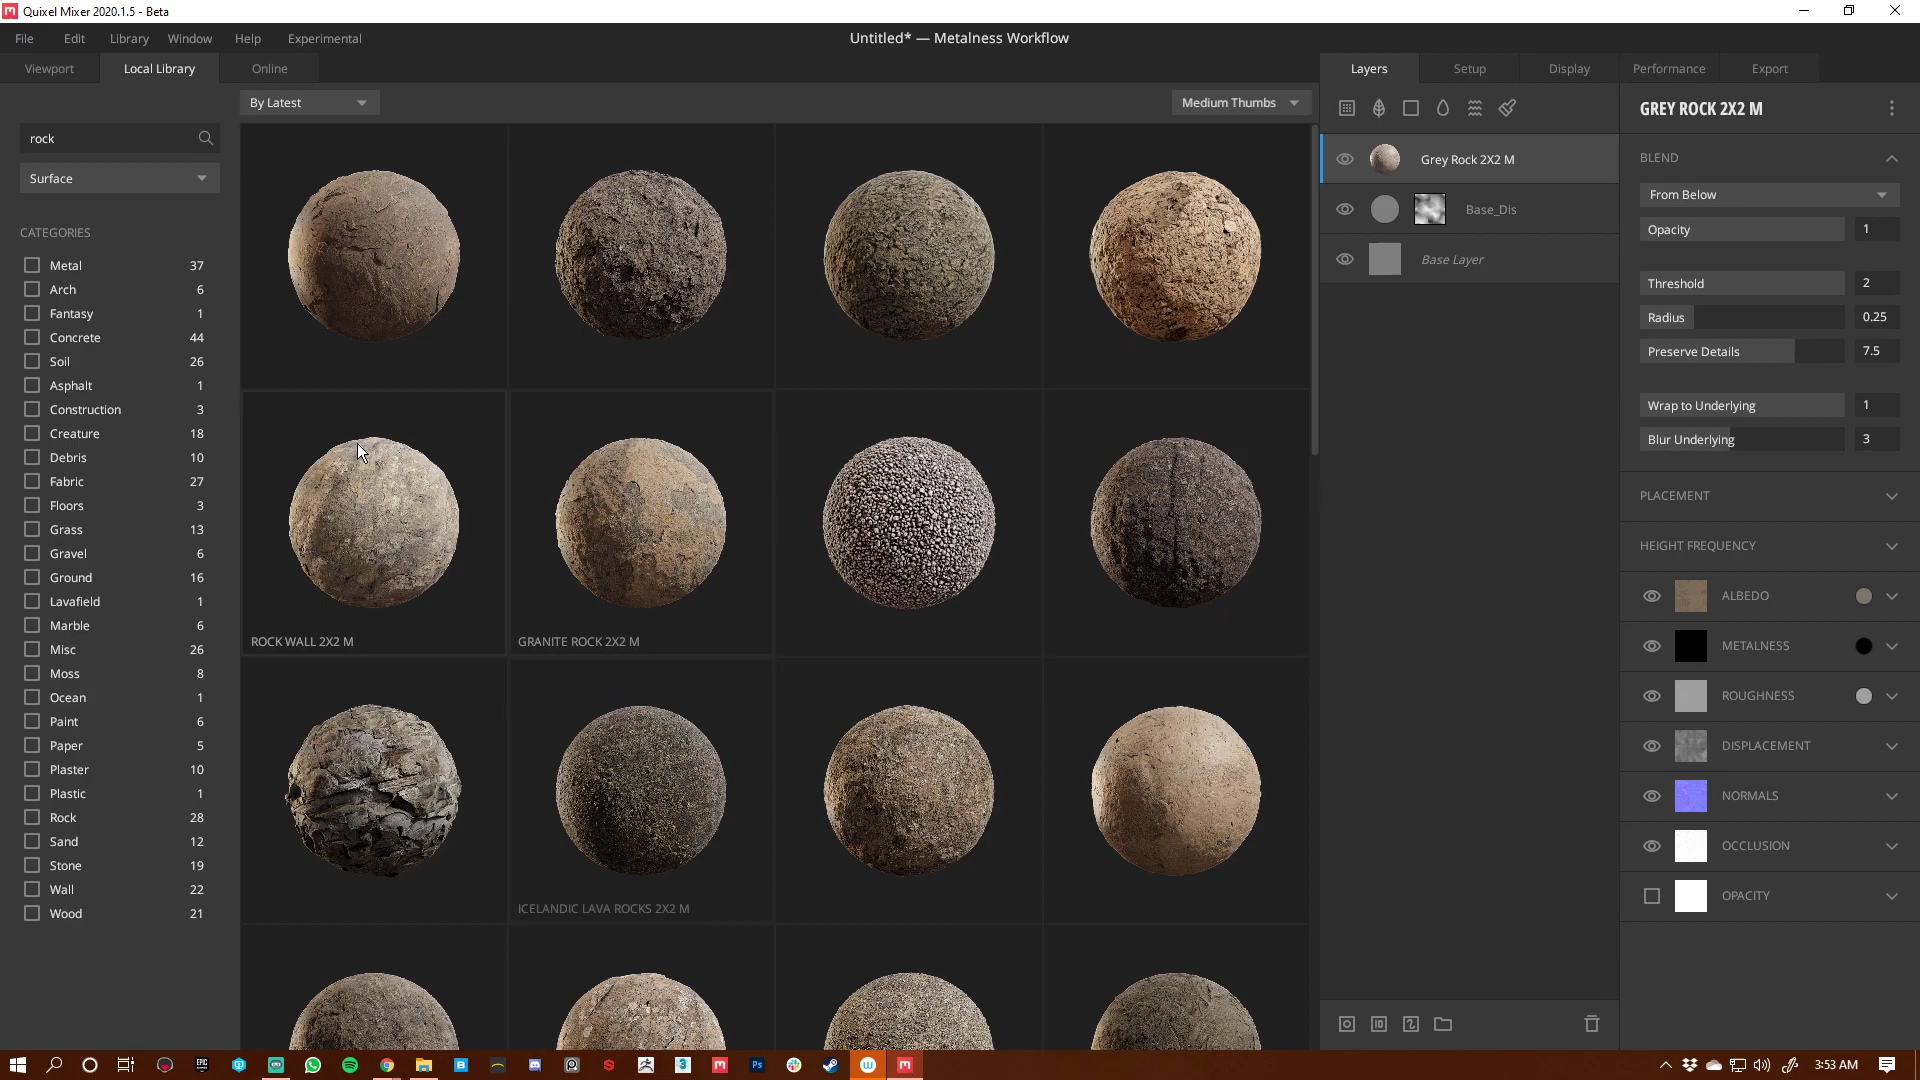 Quixel Mixer 2020.1.5 - Beta
File Edit Library Window Help Experimental
Untitled* — Metalness Workflow
Viewport Local Library Online
Layers Setup Display Performance Export
By Latest
Medium Thumbs
rock
Surface
CATEGORIES
Metal 37
Arch 6
Fantasy 1
Concrete 44
Soil 26
Asphalt 1
Construction 3
Creature 18
Debris 10
Fabric 27
Floors 3
Grass 13
Gravel 6
Ground 16
Lavafield 1
Marble 6
Misc 26
Moss 8
Ocean 1
Paint 6
Paper 5
Plaster 10
Plastic 1
Rock 28
Sand 12
Stone 19
Wall 22
Wood 21
ROCK WALL 2X2 M
GRANITE ROCK 2X2 M
ICELANDIC LAVA ROCKS 2X2 M
Grey Rock 2X2 M
Base_Dis
Base Layer
GREY ROCK 2X2 M
BLEND
From Below
Opacity 1
Threshold 2
Radius 0.25
Preserve Details 7.5
Wrap to Underlying 1
Blur Underlying 3
PLACEMENT
HEIGHT FREQUENCY
ALBEDO
METALNESS
ROUGHNESS
DISPLACEMENT
NORMALS
OCCLUSION
OPACITY
3:53 AM